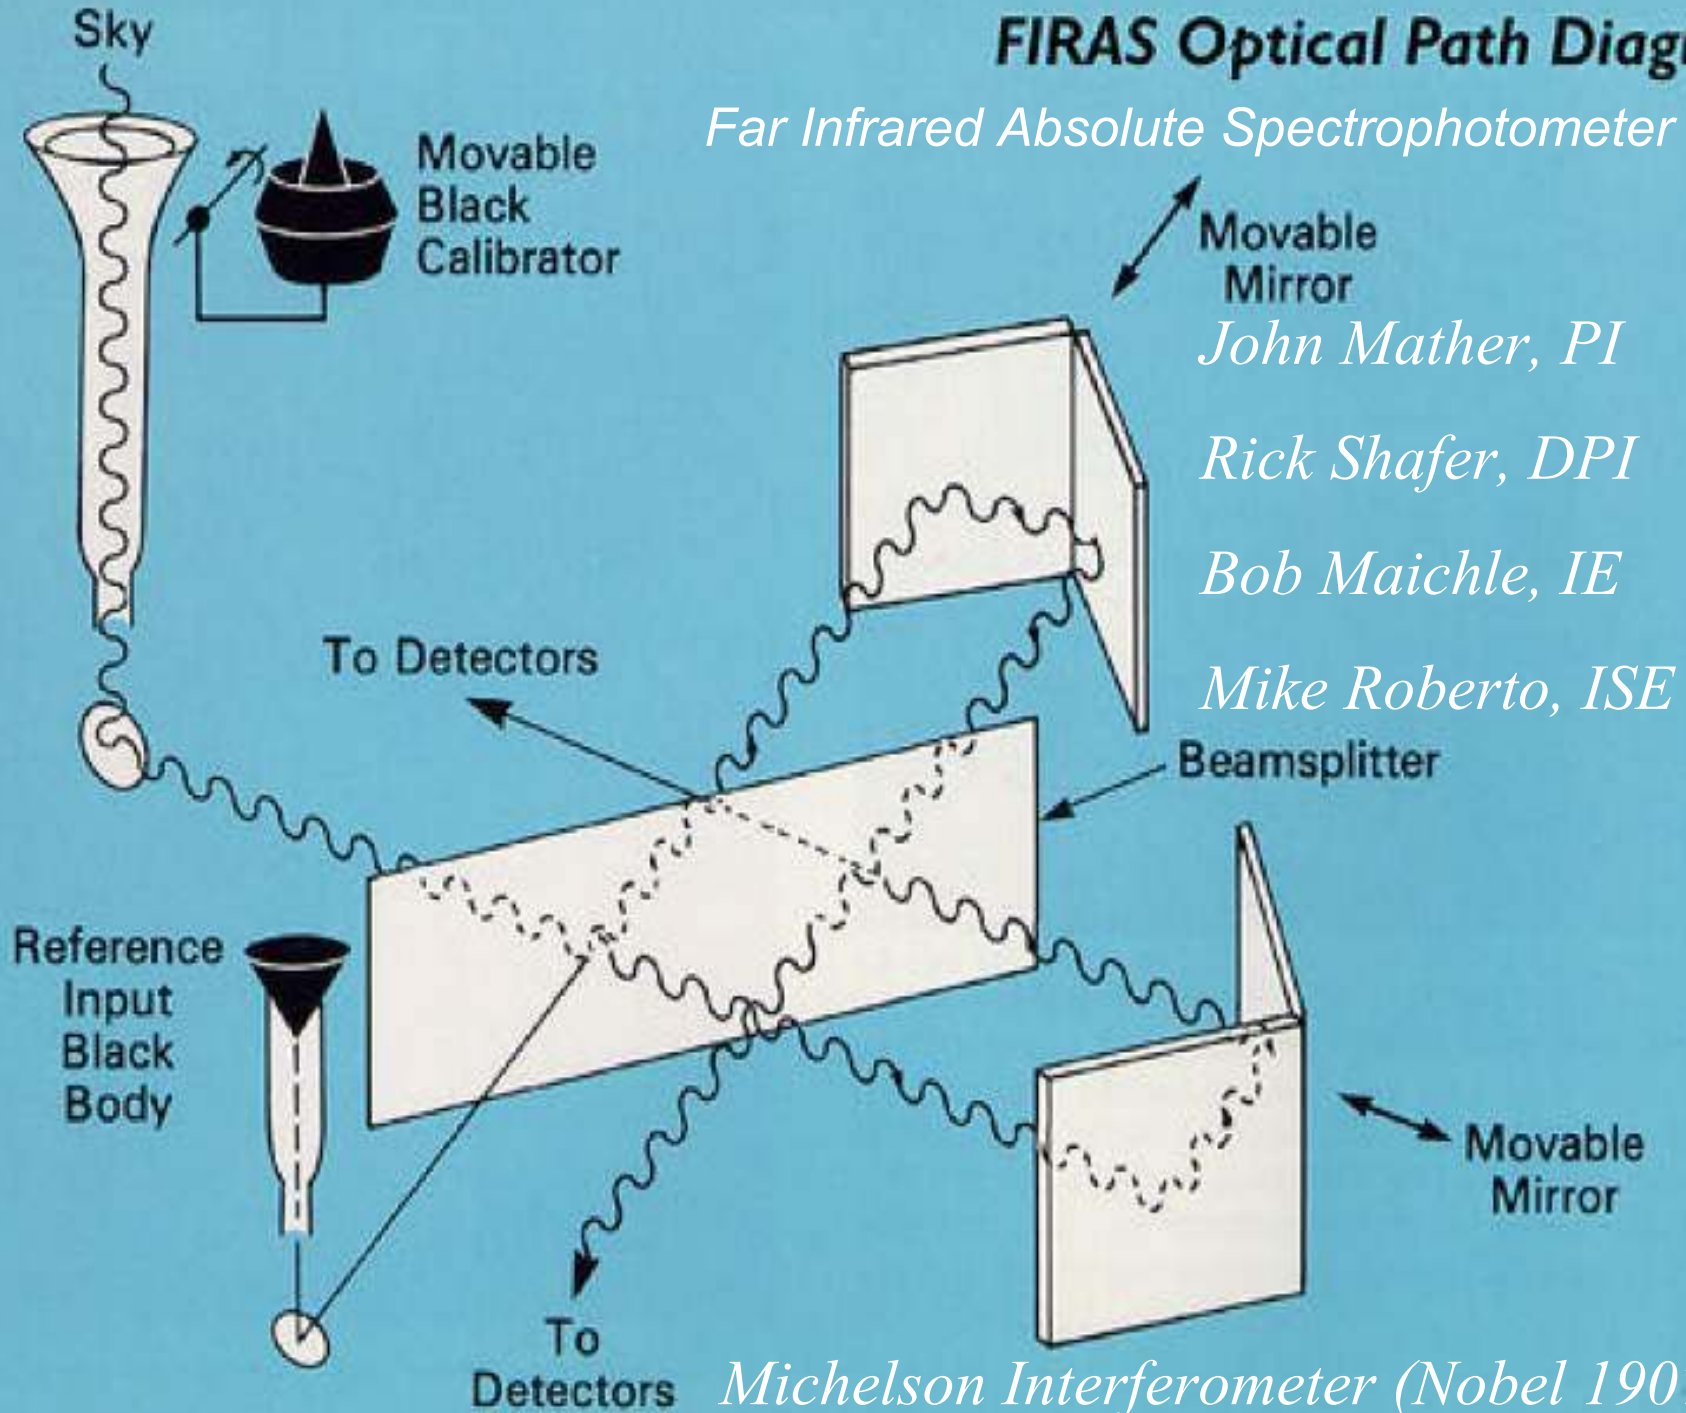 Sky
FIRAS Optical Path Diag
Far Infrared Absolute Spectrophotometer
Movable
Black
Calibrator
Movable
Mirror
John Mather, PI
Rick Shafer, DPI
Bob Maichle, IE
Mike Roberto, ISE
To Detectors
Beamsplitter
Reference
Input
Black
Body
Movable
Mirror
To
Detectors
Michelson Interferometer (Nobel 190